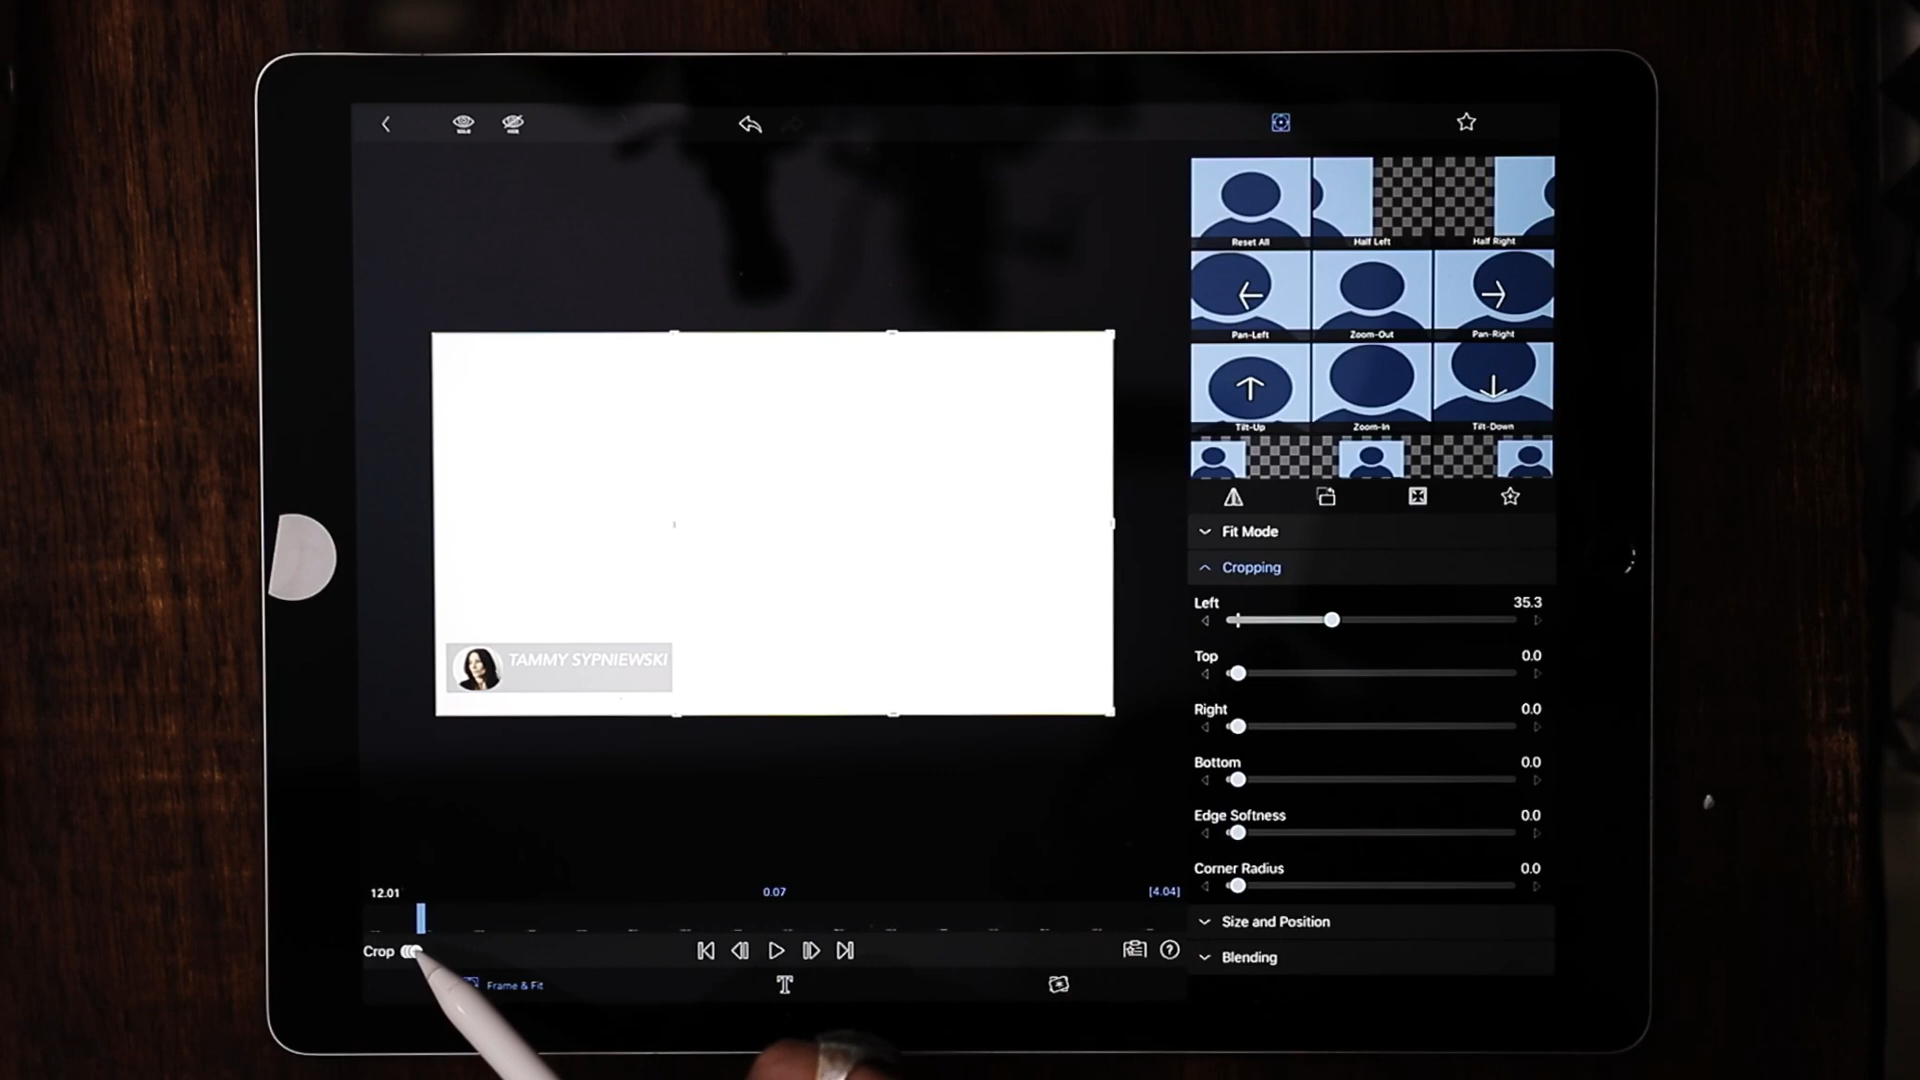 Reset All
Half Left
Half Right
Pan-Left
Zoom-Out
Pan-Right
Tilt-Up
Zoom-In
Tilt-Down
Fit Mode
Cropping
Left 35.3
Top 0.0
Right 0.0
Bottom 0.0
Edge Softness 0.0
Corner Radius 0.0
Size and Position
Blending
TAMMY SYPNIEWSKI
12.01 0.07 [4.04]
Crop
?
T
Frame & Fit